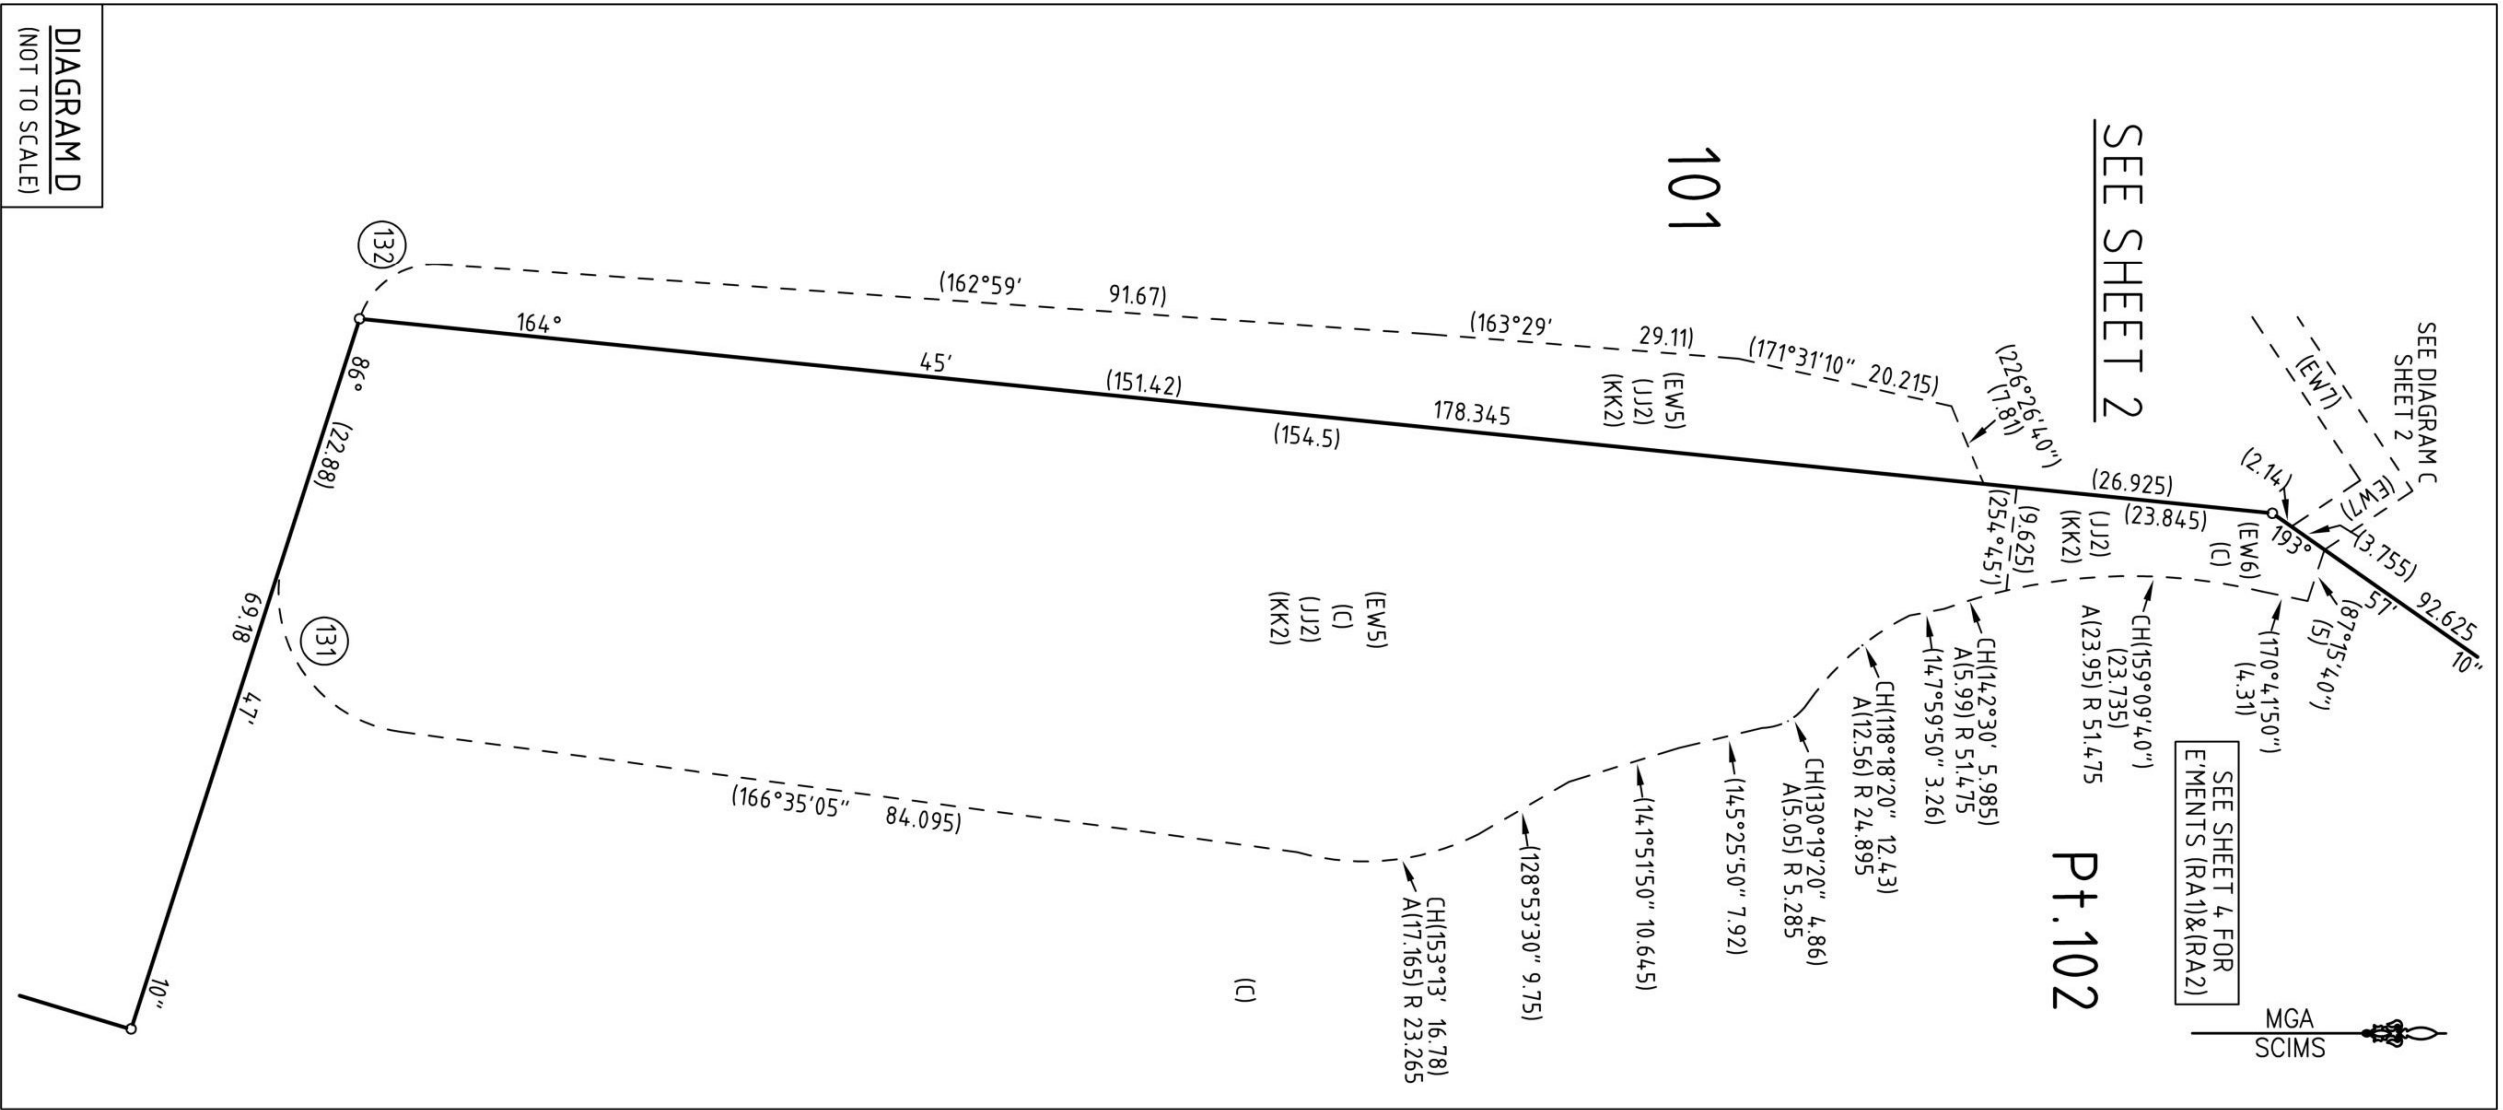 DIAGRAM D
(NOT TO SCALE)
SEE SHEET 2
101
SEE DIAGRAM C
SHEET 2
(EW7)
(EW7)
132
(162°59' 91.67)
(163°29' 29.11)
(171°31'10" 20.215)
(226°26'40")
(7.81)
(2.14)
164° 45'
(151.42)
178.345
(154.5)
(EW5)
(JJ2)
(KK2)
(26.925)
(23.845)
(9.625)
(254°45')
(JJ2)
(KK2)
(EW6)
(C)
193° 57' 10"
(3.755)
92.625
(87°15'40")
(5)
(170°41'50")
(4.31)
CH(159°09'40")
(23.735)
A(23.95) R 51.475
CH(142°30' 5.985)
A(5.99) R 51.475
(147°59'50" 3.26)
CH(118°18'20" 12.43)
A(12.56) R 24.895
CH(130°19'20" 4.86)
A(5.05) R 5.285
(145°25'50" 7.92)
(141°51'50" 10.645)
(128°53'30" 9.75)
CH(153°13' 16.78)
A(17.165) R 23.265
(EW5)
(C)
(JJ2)
(KK2)
86° 47' 10"
(22.88)
69.18
131
(166°35'05" 84.095)
(C)
SEE SHEET 4 FOR
E'MENTS (RA1)&(RA2)
Pt.102
MGA
SCIMS